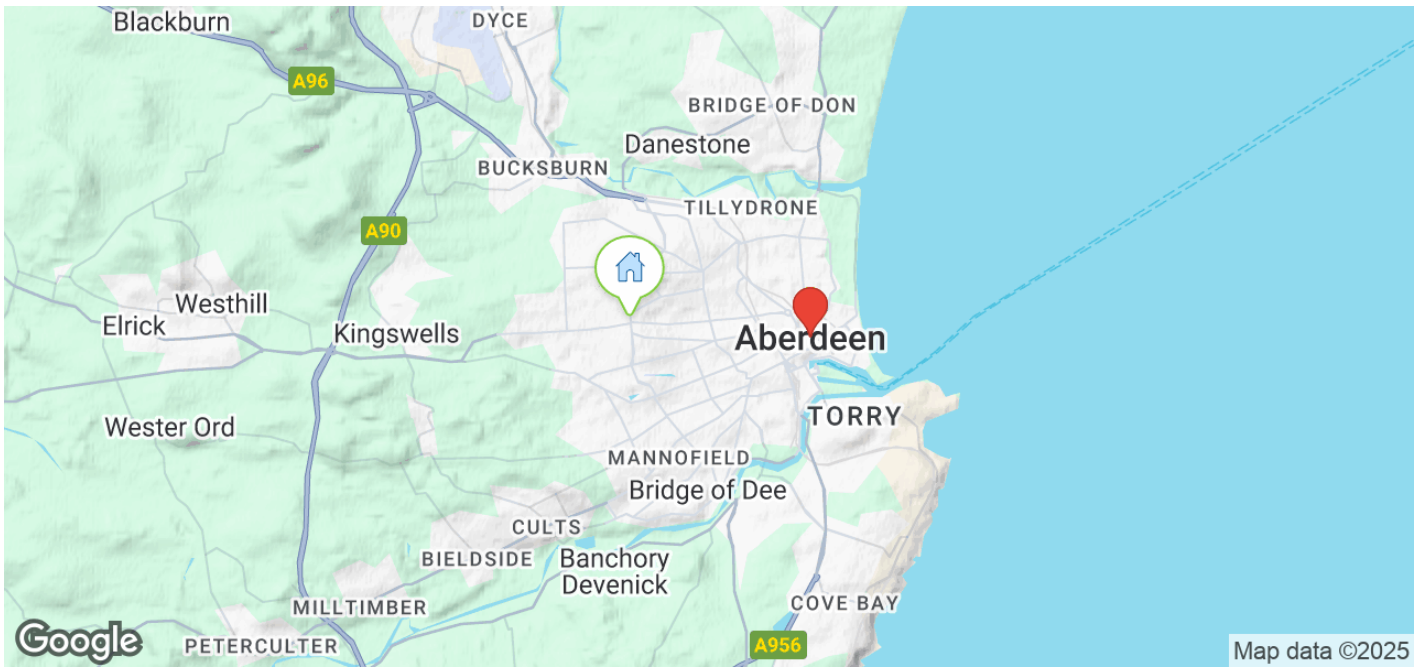 Blackburn
DYCE
A96
BRIDGE OF DON
Danestone
BUCKSBURN
TILLYDRONE
A90
Westhill
Elrick
Kingswells
Aberdeen
TORRY
Wester Ord
MANNOFIELD
Bridge of Dee
CULTS
BIELDSIDE
Banchory
Devenick
MILLTIMBER
COVE BAY
PETERCULTER
A956
Google
Map data ©2025